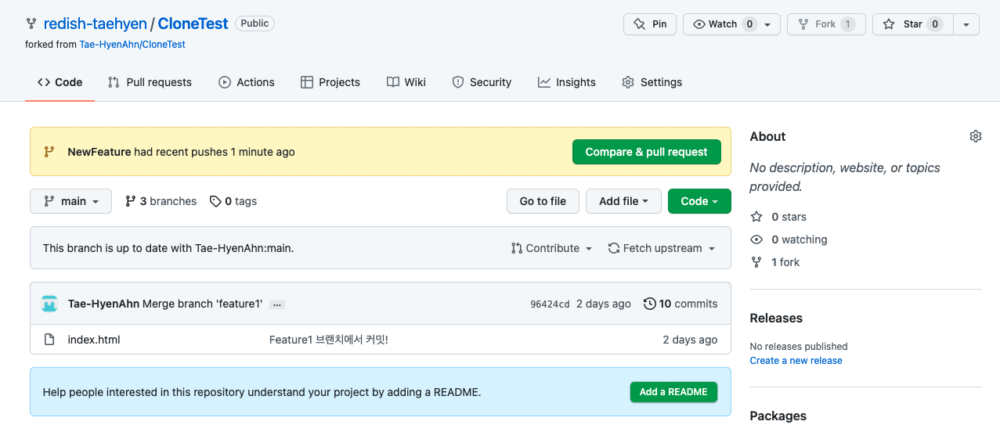 redish-taehyen / CloneTest Public
Pin Watch 0 Fork 1 Star 0
forked from Tae-HyenAhn/CloneTest
Code Pull requests Actions Projects Wiki Security Insights Settings
NewFeature had recent pushes 1 minute ago Compare & pull request
main 3 branches 0 tags Go to file Add file Code
This branch is up to date with Tae-HyenAhn:main. Contribute Fetch upstream
Tae-HyenAhn Merge branch 'feature1' ... 96424cd 2 days ago 10 commits
index.html Feature1 브랜치에서 커밋! 2 days ago
Help people interested in this repository understand your project by adding a README. Add a README
About
No description, website, or topics
provided.
0 stars
0 watching
1 fork
Releases
No releases published
Create a new release
Packages